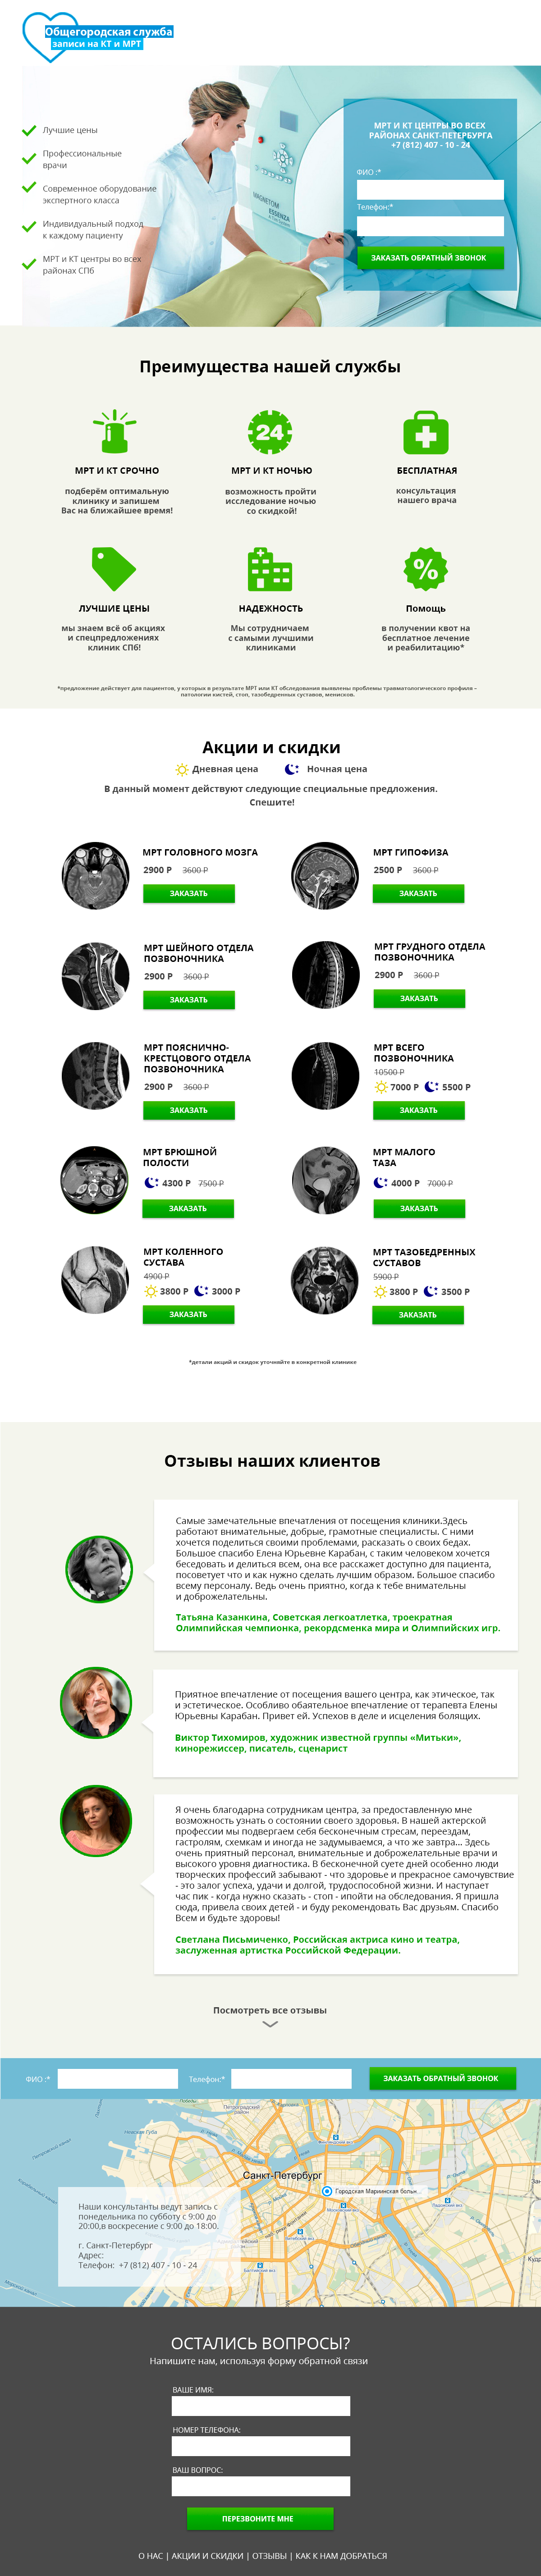 Общегородская служба
записи на КТ и МРТ
Лучшие цены
Профессиональные
врачи
Современное оборудование
экспертного класса
Индивидуальный подход
к каждому пациенту
МРТ и КТ центры во всех
районах СПб
MAGNETOM
ESSENZA
МРТ И КТ ЦЕНТРЫ ВО ВСЕХ
РАЙОНАХ САНКТ-ПЕТЕРБУРГА
+7 (812) 407 - 10 - 24
ФИО :*
Телефон:*
ЗАКАЗАТЬ ОБРАТНЫЙ ЗВОНОК
Преимущества нашей службы
МРТ И КТ СРОЧНО
подберём оптимальную
клинику и запишем
Вас на ближайшее время!
24
МРТ И КТ НОЧЬЮ
возможность пройти
исследование ночью
со скидкой!
БЕСПЛАТНАЯ
консультация
нашего врача
ЛУЧШИЕ ЦЕНЫ
мы знаем всё об акциях
и спецпредложениях
клиник СПб!
НАДЕЖНОСТЬ
Мы сотрудничаем
с самыми лучшими
клиниками
%
Помощь
в получении квот на
бесплатное лечение
и реабилитацию*
*предложение действует для пациентов, у которых в результате МРТ или КТ обследования выявлены проблемы травматологического профиля –
патологии кистей, стоп, тазобедренных суставов, менисков.
Акции и скидки
Дневная цена Ночная цена
В данный момент действуют следующие специальные предложения.
Спешите!
МРТ ГОЛОВНОГО МОЗГА
2900 Р 3600 Р
ЗАКАЗАТЬ
МРТ ГИПОФИЗА
2500 Р 3600 Р
ЗАКАЗАТЬ
МРТ ШЕЙНОГО ОТДЕЛА
ПОЗВОНОЧНИКА
2900 Р 3600 Р
ЗАКАЗАТЬ
МРТ ГРУДНОГО ОТДЕЛА
ПОЗВОНОЧНИКА
2900 Р 3600 Р
ЗАКАЗАТЬ
МРТ ПОЯСНИЧНО-
КРЕСТЦОВОГО ОТДЕЛА
ПОЗВОНОЧНИКА
2900 Р 3600 Р
ЗАКАЗАТЬ
МРТ ВСЕГО
ПОЗВОНОЧНИКА
10500 Р
7000 Р 5500 Р
ЗАКАЗАТЬ
МРТ БРЮШНОЙ
ПОЛОСТИ
4300 Р 7500 Р
ЗАКАЗАТЬ
МРТ МАЛОГО
ТАЗА
4000 Р 7000 Р
ЗАКАЗАТЬ
МРТ КОЛЕННОГО
СУСТАВА
4900 Р
3800 Р 3000 Р
ЗАКАЗАТЬ
МРТ ТАЗОБЕДРЕННЫХ
СУСТАВОВ
5900 Р
3800 Р 3500 Р
ЗАКАЗАТЬ
*детали акций и скидок уточняйте в конкретной клинике
Отзывы наших клиентов
Самые замечательные впечатления от посещения клиники.Здесь
работают внимательные, добрые, грамотные специалисты. С ними
хочется поделиться своими проблемами, расказать о своих бедах.
Большое спасибо Елена Юрьевне Карабан, с таким человеком хочется
беседовать и делиться всем, она все расскажет доступно для пациента,
посоветует что и как нужно сделать лучшим образом. Большое спасибо
всему персоналу. Ведь очень приятно, когда к тебе внимательны
и доброжелательны.
Татьяна Казанкина, Советская легкоатлетка, троекратная
Олимпийская чемпионка, рекордсменка мира и Олимпийских игр.
Приятное впечатление от посещения вашего центра, как этическое, так
и эстетическое. Особливо обаятельное впечатление от терапевта Елены
Юрьевны Карабан. Привет ей. Успехов в деле и исцеления болящих.
Виктор Тихомиров, художник известной группы «Митьки»,
кинорежиссер, писатель, сценарист
Я очень благодарна сотрудникам центра, за предоставленную мне
возможность узнать о состоянии своего здоровья. В нашей актерской
профессии мы подвергаем себя бесконечным стресам, переездам,
гастролям, схемкам и иногда не задумываемся, а что же завтра... Здесь
очень приятный персонал, внимательные и доброжелательные врачи и
высокого уровня диагностика. В бесконечной суете дней особенно люди
творческих профессий забывают - что здоровье и прекрасное самочувствие
- это залог успеха, удачи и долгой, трудоспособной жизни. И наступает
час пик - когда нужно сказать - стоп - ипойти на обследования. Я пришла
сюда, привела своих детей - и буду рекомендовать Вас друзьям. Спасибо
Всем и будьте здоровы!
Светлана Письмиченко, Российская актриса кино и театра,
заслуженная артистка Российской Федерации.
Посмотреть все отзывы
ФИО :* Телефон:* ЗАКАЗАТЬ ОБРАТНЫЙ ЗВОНОК
Санкт-Петербург
Городская Мариинская больн...
Наши консультанты ведут запись с
понедельника по субботу с 9:00 до
20:00,в воскресение с 9:00 до 18:00.
г. Санкт-Петербург
Адрес:
Телефон: +7 (812) 407 - 10 - 24
ОСТАЛИСЬ ВОПРОСЫ?
Напишите нам, используя форму обратной связи
ВАШЕ ИМЯ:
НОМЕР ТЕЛЕФОНА:
ВАШ ВОПРОС:
ПЕРЕЗВОНИТЕ МНЕ
О НАС | АКЦИИ И СКИДКИ | ОТЗЫВЫ | КАК К НАМ ДОБРАТЬСЯ